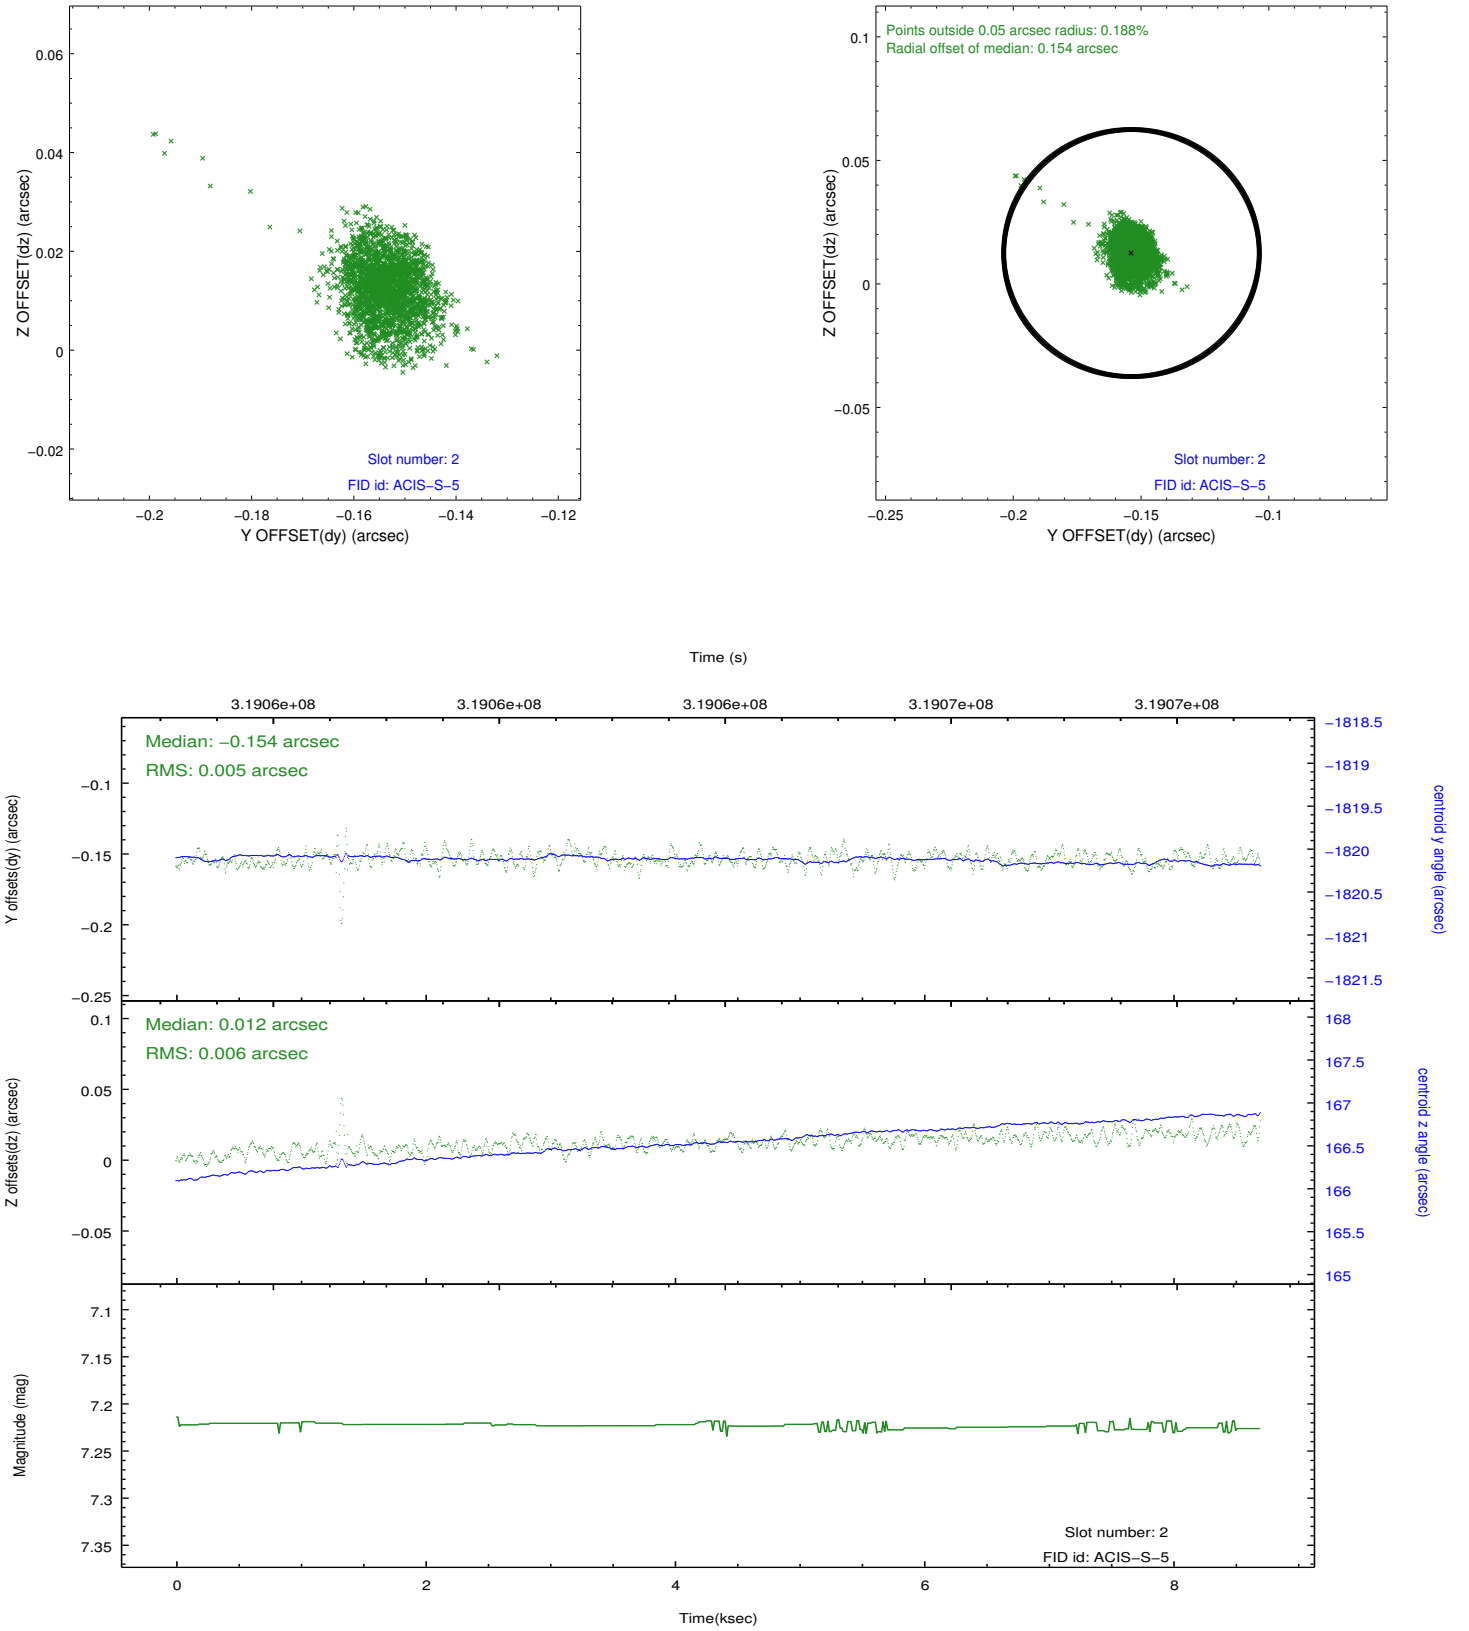 0.06
0.04
0.02
0
−0.02
Z OFFSET(dz) (arcsec)
Slot number: 2
FID id: ACIS−S−5
−0.2 −0.18 −0.16 −0.14 −0.12
Y OFFSET(dy) (arcsec)
Points outside 0.05 arcsec radius: 0.188%
Radial offset of median: 0.154 arcsec
0.1
0.05
0
−0.05
Z OFFSET(dz) (arcsec)
Slot number: 2
FID id: ACIS−S−5
−0.25 −0.2 −0.15 −0.1
Y OFFSET(dy) (arcsec)
Time (s)
3.1906e+08 3.1906e+08 3.1906e+08 3.1907e+08 3.1907e+08
Median: −0.154 arcsec
RMS: 0.005 arcsec
−0.1
−0.15
−0.2
−0.25
Y offsets(dy) (arcsec)
−1818.5
−1819
−1819.5
−1820
−1820.5
−1821
−1821.5
centroid y angle (arcsec)
Median: 0.012 arcsec
RMS: 0.006 arcsec
0.1
0.05
0
−0.05
Z offsets(dz) (arcsec)
168
167.5
167
166.5
166
165.5
165
centroid z angle (arcsec)
7.1
7.15
7.2
7.25
7.3
7.35
Magnitude (mag)
Slot number: 2
FID id: ACIS−S−5
0 2 4 6 8
Time(ksec)